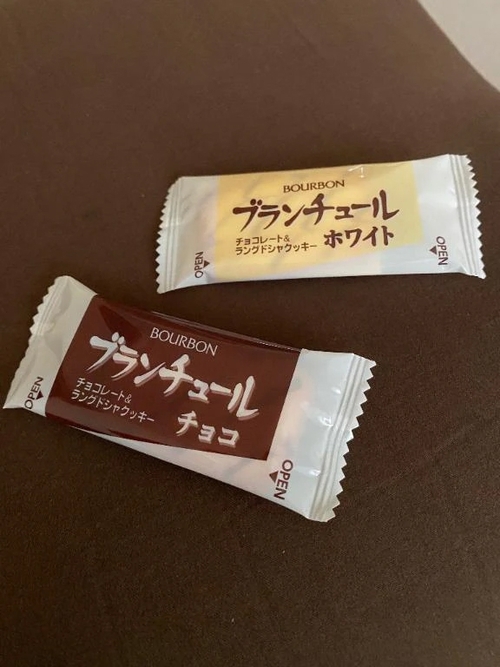 BOURBON
ブランチュール
チョコレート&
ラングドシャクッキー
ホワイト
OPEN
OPEN
BOURBON
ブランチュール
チョコレート&
ラングドシャクッキー
チョコ
OPEN
OPEN